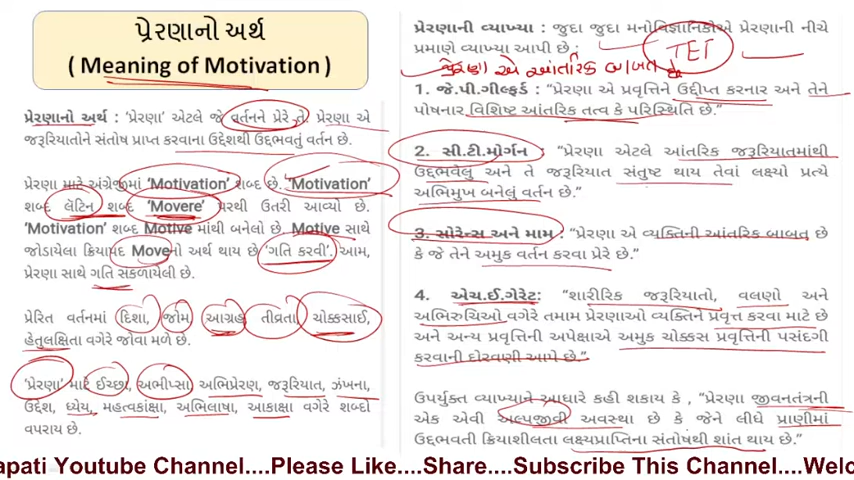 પ્રેરણાનો અર્થ
( Meaning of Motivation )
પ્રેરણાનો અર્થ : ‘પ્રેરણા’ એટલે જે વર્તનને પ્રેરે તે. પ્રેરણા એ
જરૂરિયાતોને સંતોષ પ્રાપ્ત કરવાના ઉદ્દેશથી ઉદ્દભવતું વર્તન છે.
પ્રેરણા માટે અંગ્રેજીમાં ‘Motivation’ શબ્દ છે. ‘Motivation’
શબ્દ લેટિન શબ્દ ‘Movere’ પરથી ઉતરી આવ્યો છે.
‘Motivation’ શબ્દ Motive માંથી બનેલો છે. Motive સાથે
જોડાયેલા ક્રિયાપદ Moveનો અર્થ થાય છે ‘ગતિ કરવી’. આમ,
પ્રેરણા સાથે ગતિ સંકળાયેલી છે.
પ્રેરિત વર્તનમાં દિશા, જોમ, આગ્રહ તીવ્રતા, ચોક્કસાઈ,
હેતુલક્ષિતા વગેરે જોવા મળે છે.
‘પ્રેરણા’ માટે ઈચ્છા, અભીપ્સા, અભિપ્રેરણ, જરૂરિયાત, ઝંખના,
ઉદ્દેશ, ધ્યેય, મહત્વકાંક્ષા, અભિલાષા, આકાક્ષા વગેરે શબ્દો
વપરાય છે.
પ્રેરણાની વ્યાખ્યા : જુદા જુદા મનોવિજ્ઞાનિકોએ પ્રેરણાની નીચે
પ્રમાણે વ્યાખ્યા આપી છે :
TET
પ્રેરણા એ આંતરિક બાબત છે
1. જે.પી.ગીલ્ફર્ડ : “પ્રેરણા એ પ્રવૃત્તિને ઉદ્દીપ્ત કરનાર અને તેને
પોષનાર વિશિષ્ટ આંતરિક તત્વ કે પરિસ્થિતિ છે.”
2. સી.ટી.મોર્ગન : “પ્રેરણા એટલે આંતરિક જરૂરિયાતમાંથી
ઉદ્દભવેલુ અને તે જરૂરિયાત સંતુષ્ટ થાય તેવાં લક્ષ્યો પ્રત્યે
અભિમુખ બનેલું વર્તન છે.”
3. સોરેન્સ અને મામ : “પ્રેરણા એ વ્યક્તિની આંતરિક બાબત છે
કે જે તેને અમુક વર્તન કરવા પ્રેરે છે.”
4. એચ.ઈ.ગેરેટ: “શારીરિક જરૂરિયાતો, વલણો અને
અભિરુચિઓ વગેરે તમામ પ્રેરણાઓ વ્યક્તિને પ્રવૃત્ત કરવા માટે છે
અને અન્ય પ્રવૃત્તિની અપેક્ષાએ અમુક ચોક્કસ પ્રવૃત્તિની પસંદગી
કરવાની દોરવણી આપે છે.”
ઉપર્યુક્ત વ્યાખ્યાને આધારે કહી શકાય કે , “પ્રેરણા જીવનતંત્રની
એક એવી અલ્પજીવી અવસ્થા છે કે જેને લીધે પ્રાણીમાં
ઉદ્દભવતી ક્રિયાશીલતા લક્ષ્યપ્રાપ્તિના સંતોષથી શાંત થાય છે.”
apati Youtube Channel....Please Like....Share....Subscribe This Channel....Welco